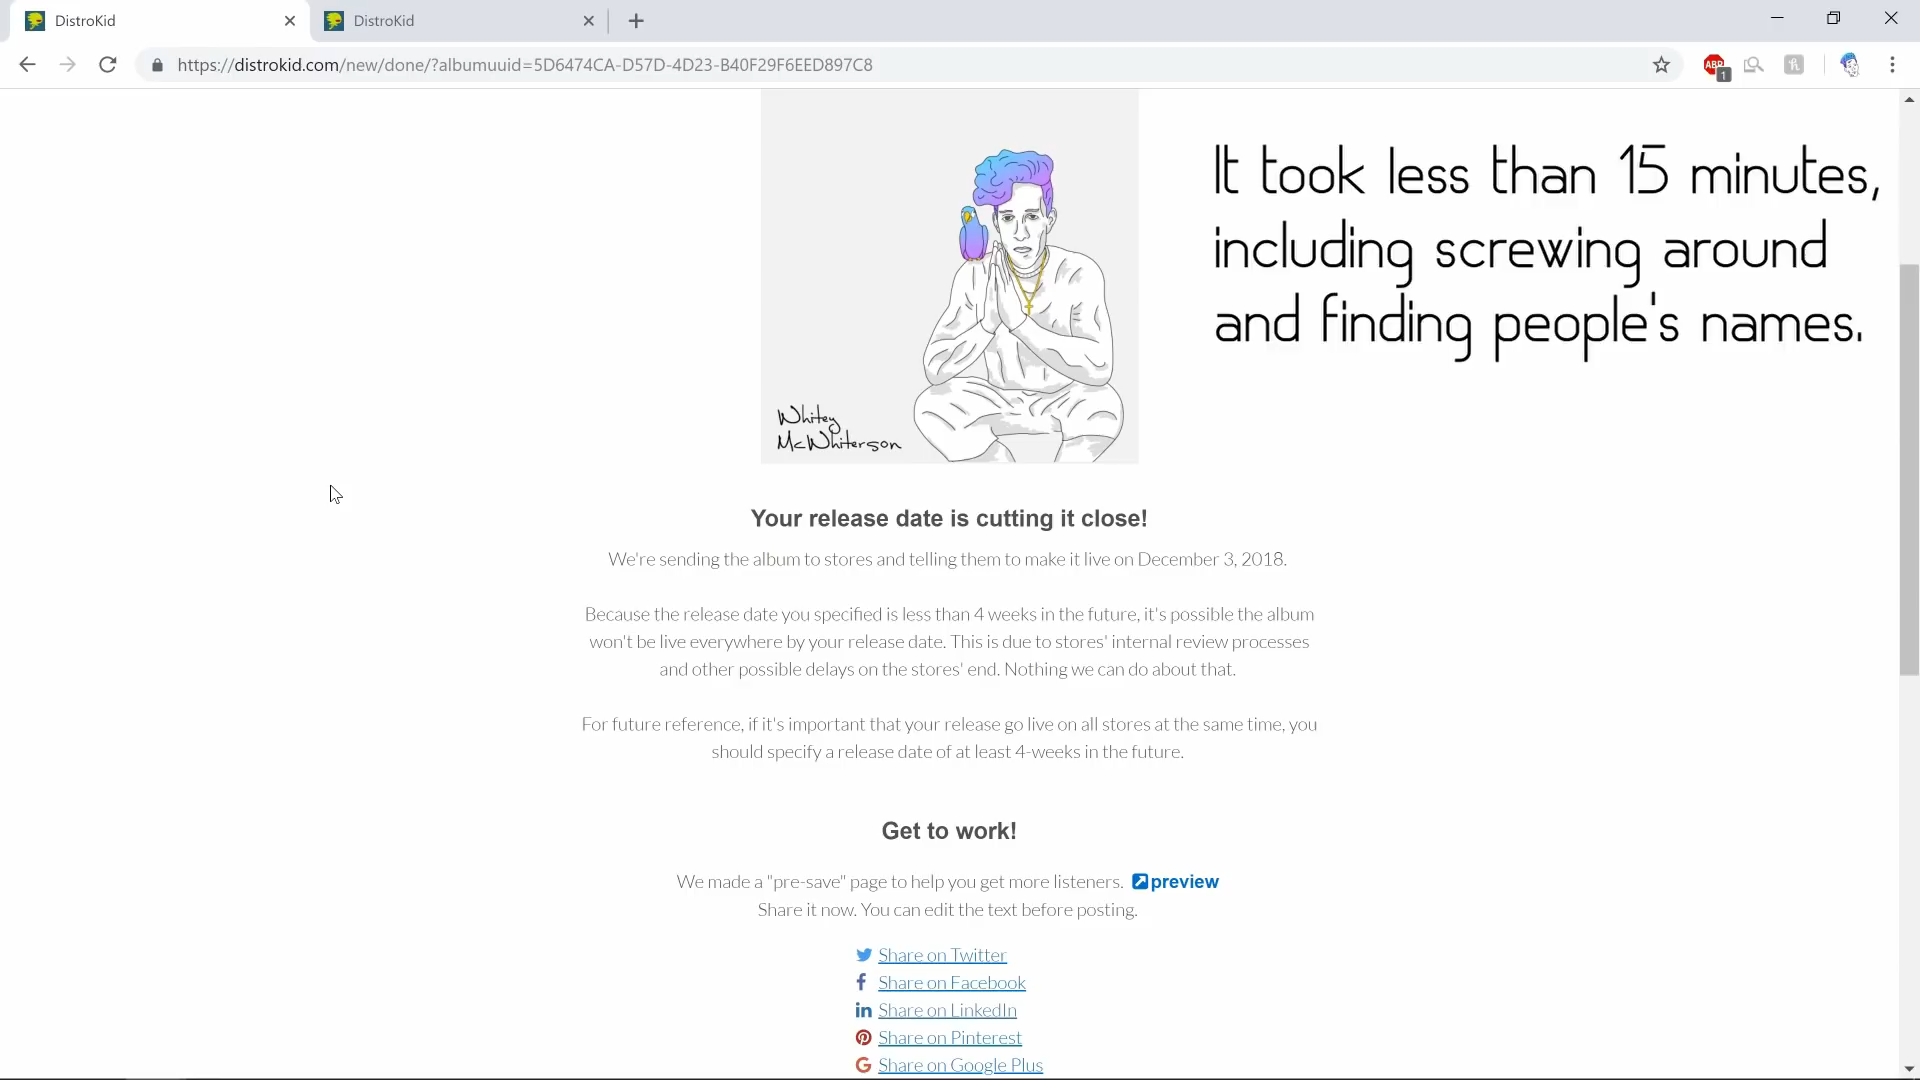 DistroKid
DistroKid
https://distrokid.com/new/done/?albumuuid=5D6474CA-D57D-4D23-B40F29F6EED897C8
ABP
1
It took less than 15 minutes,
including screwing around
and finding people's names.
Whitey
McWhiterson
Your release date is cutting it close!
We're sending the album to stores and telling them to make it live on December 3, 2018.
Because the release date you specified is less than 4 weeks in the future, it's possible the album
won't be live everywhere by your release date. This is due to stores' internal review processes
and other possible delays on the stores' end. Nothing we can do about that.
For future reference, if it's important that your release go live on all stores at the same time, you
should specify a release date of at least 4-weeks in the future.
Get to work!
We made a "pre-save" page to help you get more listeners. preview
Share it now. You can edit the text before posting.
Share on Twitter
Share on Facebook
Share on LinkedIn
Share on Pinterest
Share on Google Plus